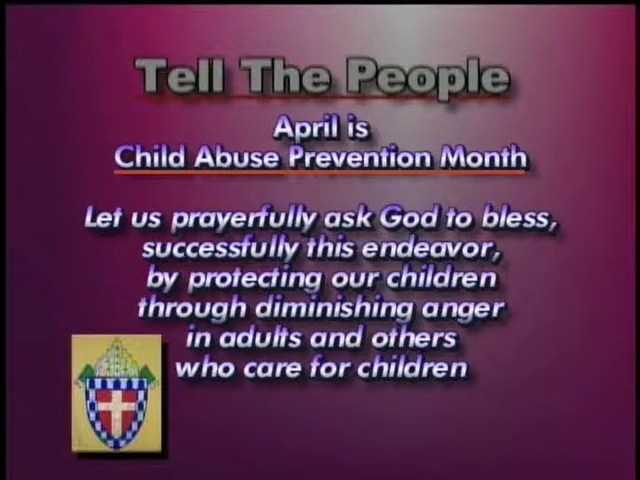 Tell The People
April is
Child Abuse Prevention Month
Let us prayerfully ask God to bless,
successfully this endeavor,
by protecting our children
through diminishing anger
in adults and others
who care for children